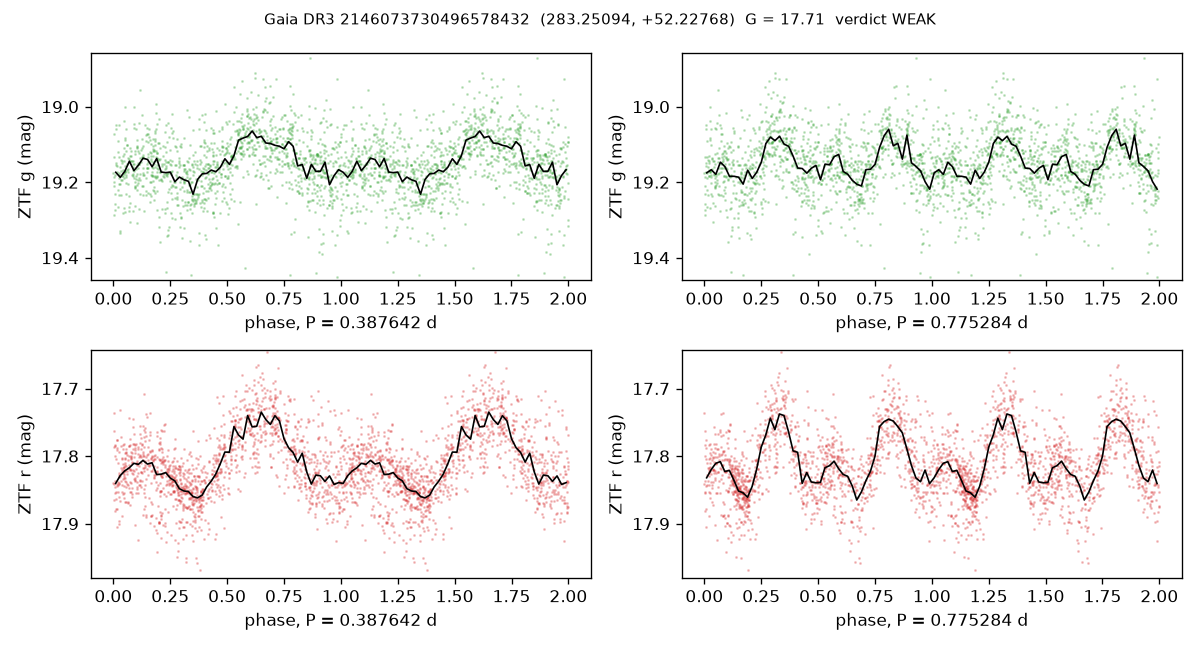 Gaia DR3 2146073730496578432  (283.25094, +52.22768)  G = 17.71  verdict WEAK
ZTF g (mag)
19.0
19.2
19.4
0.00 0.25 0.50 0.75 1.00 1.25 1.50 1.75 2.00
phase, P = 0.387642 d
ZTF g (mag)
19.0
19.2
19.4
0.00 0.25 0.50 0.75 1.00 1.25 1.50 1.75 2.00
phase, P = 0.775284 d
ZTF r (mag)
17.7
17.8
17.9
0.00 0.25 0.50 0.75 1.00 1.25 1.50 1.75 2.00
phase, P = 0.387642 d
ZTF r (mag)
17.7
17.8
17.9
0.00 0.25 0.50 0.75 1.00 1.25 1.50 1.75 2.00
phase, P = 0.775284 d